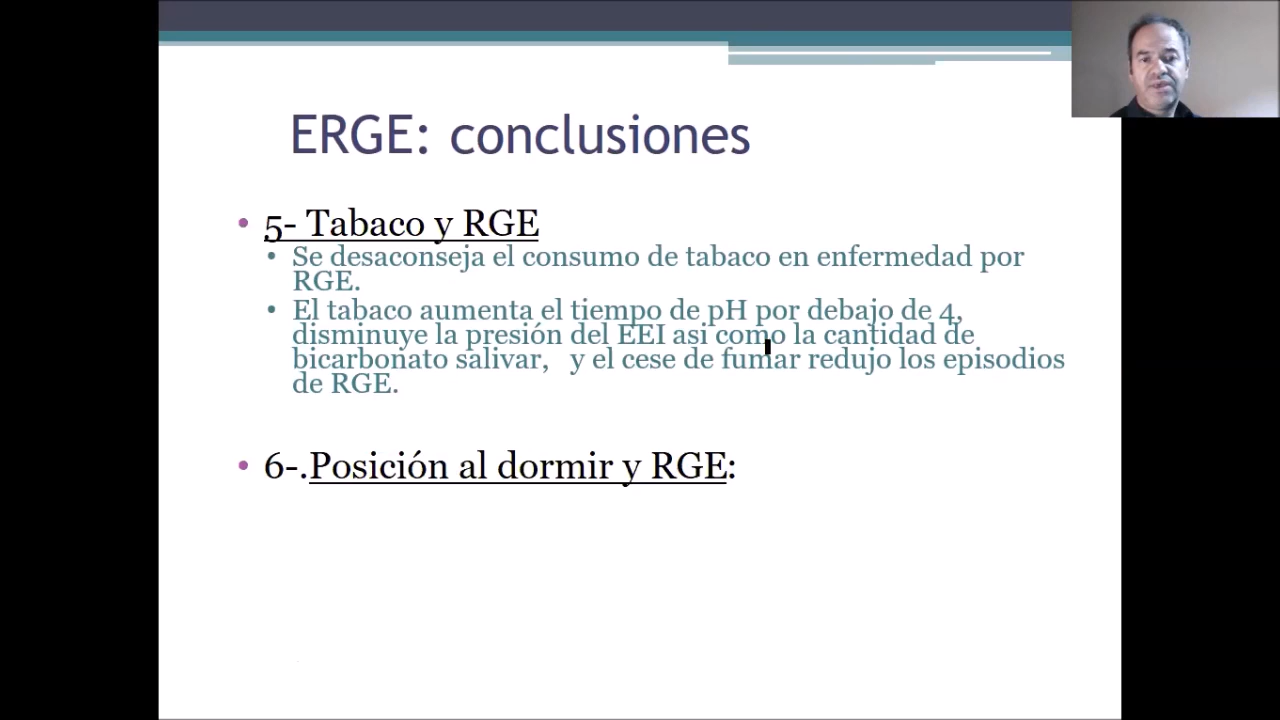 ERGE: conclusiones
• 5- Tabaco y RGE
• Se desaconseja el consumo de tabaco en enfermedad por
RGE.
• El tabaco aumenta el tiempo de pH por debajo de 4,
disminuye la presión del EEI asi como la cantidad de
bicarbonato salivar, y el cese de fumar redujo los episodios
de RGE.
• 6-.Posición al dormir y RGE: